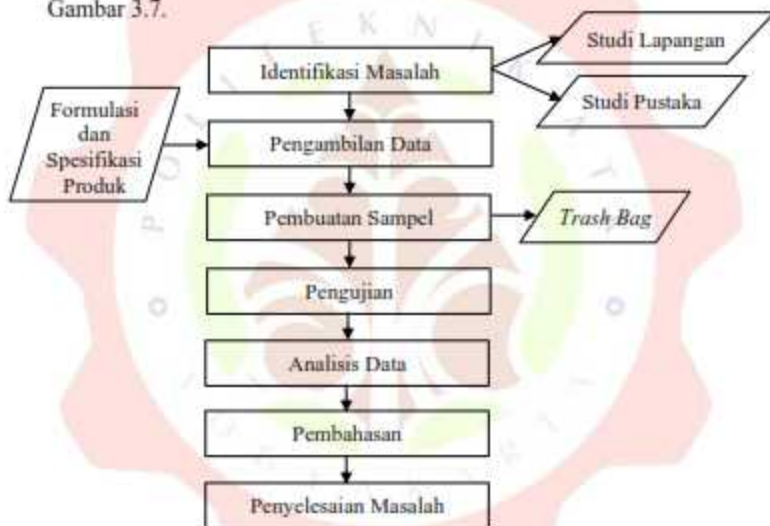 Gambar 3.7.
Identifikasi Masalah
Studi Lapangan
Studi Pustaka
Formulasi
dan
Spesifikasi
Produk
Pengambilan Data
Pembuatan Sampel
Trash Bag
Pengujian
Analisis Data
Pembahasan
Penyelesaian Masalah